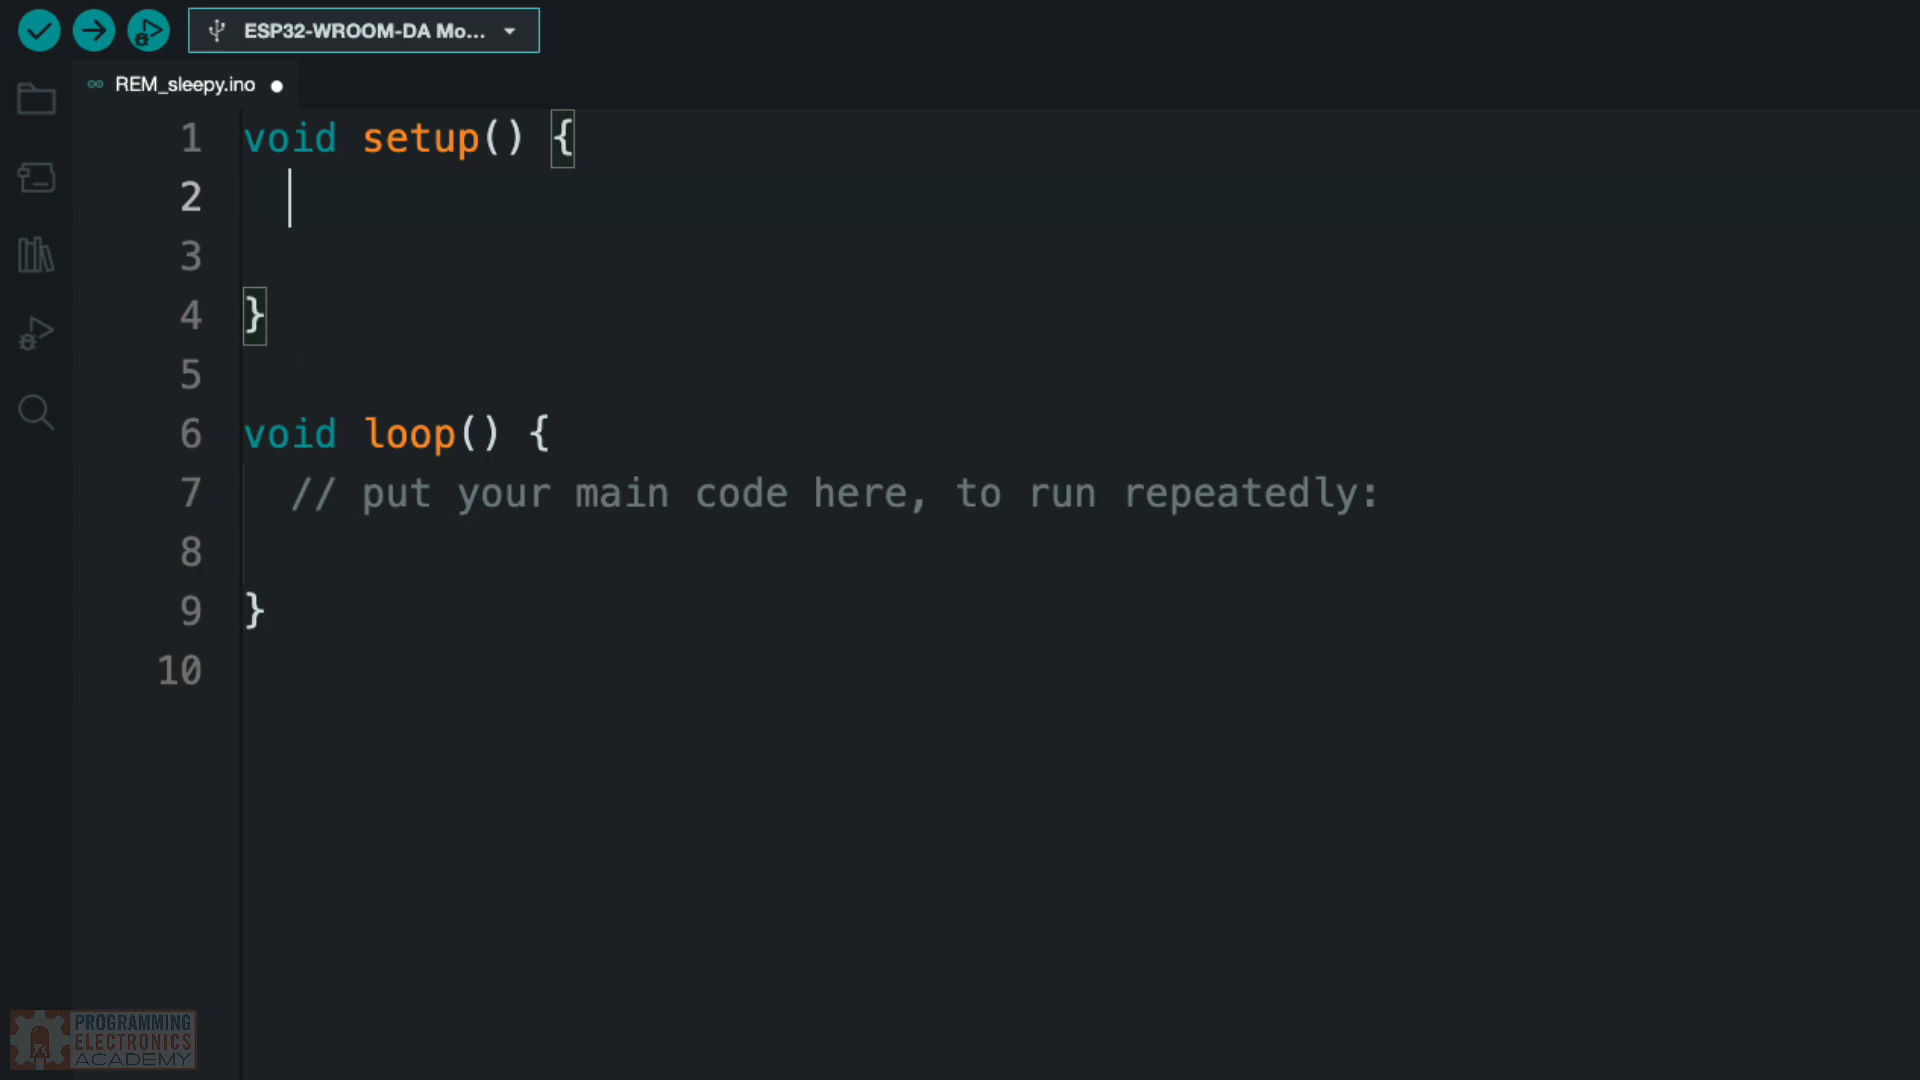 ESP32-WROOM-DA Mo...
REM_sleepy.ino
1 void setup() {
2
3
4 }
5
6 void loop() {
7 // put your main code here, to run repeatedly:
8
9 }
10
PROGRAMMING
ELECTRONICS
ACADEMY